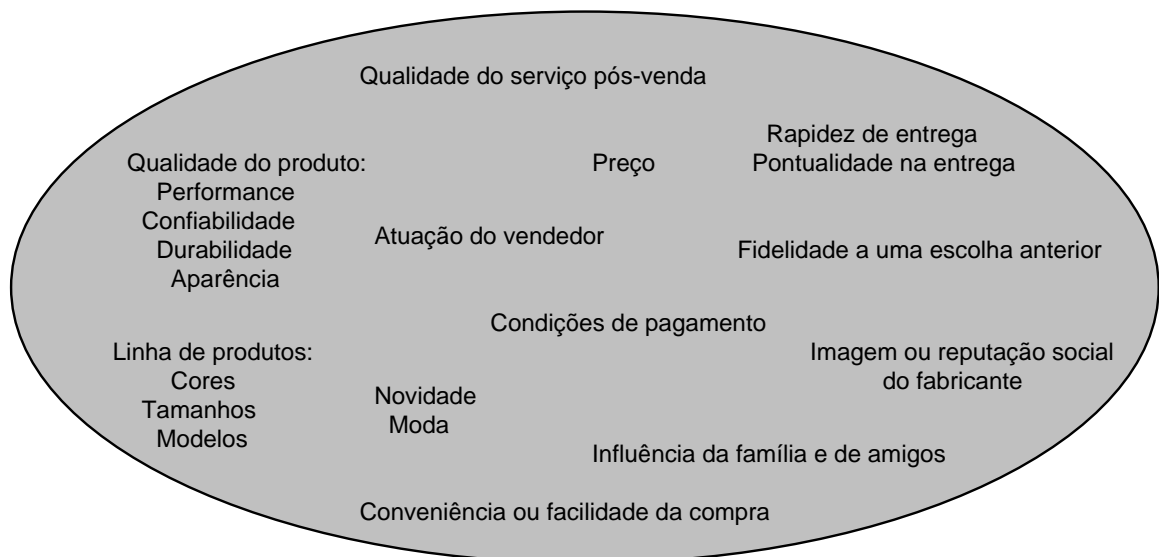 Qualidade do serviço pós-venda
Rapidez de entrega
Pontualidade na entrega
Qualidade do produto:
Performance
Confiabilidade
Durabilidade
Aparência
Preço
Atuação do vendedor
Fidelidade a uma escolha anterior
Condições de pagamento
Linha de produtos:
Cores
Tamanhos
Modelos
Novidade
Moda
Imagem ou reputação social
do fabricante
Influência da família e de amigos
Conveniência ou facilidade da compra